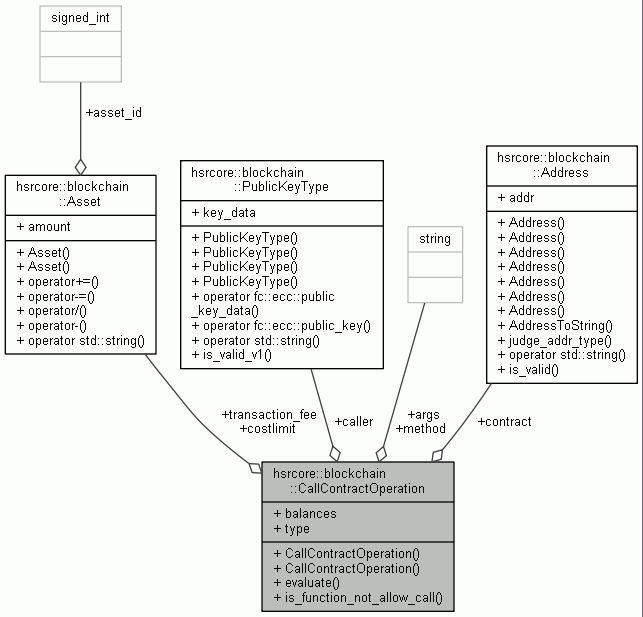 signed_int
+asset_id
hsrcore::blockchain
::Asset
+ amount
+ Asset()
+ Asset()
+ operator+=()
+ operator-=()
+ operator/()
+ operator-()
+ operator std::string()
hsrcore::blockchain
::PublicKeyType
+ key_data
+ PublicKeyType()
+ PublicKeyType()
+ PublicKeyType()
+ PublicKeyType()
+ operator fc::ecc::public
_key_data()
+ operator fc::ecc::public_key()
+ operator std::string()
+ is_valid_v1()
string
hsrcore::blockchain
::Address
+ addr
+ Address()
+ Address()
+ Address()
+ Address()
+ Address()
+ Address()
+ Address()
+ AddressToString()
+ judge_addr_type()
+ operator std::string()
+ is_valid()
+transaction_fee
+costlimit
+caller
+args
+method
+contract
hsrcore::blockchain
::CallContractOperation
+ balances
+ type
+ CallContractOperation()
+ CallContractOperation()
+ evaluate()
+ is_function_not_allow_call()